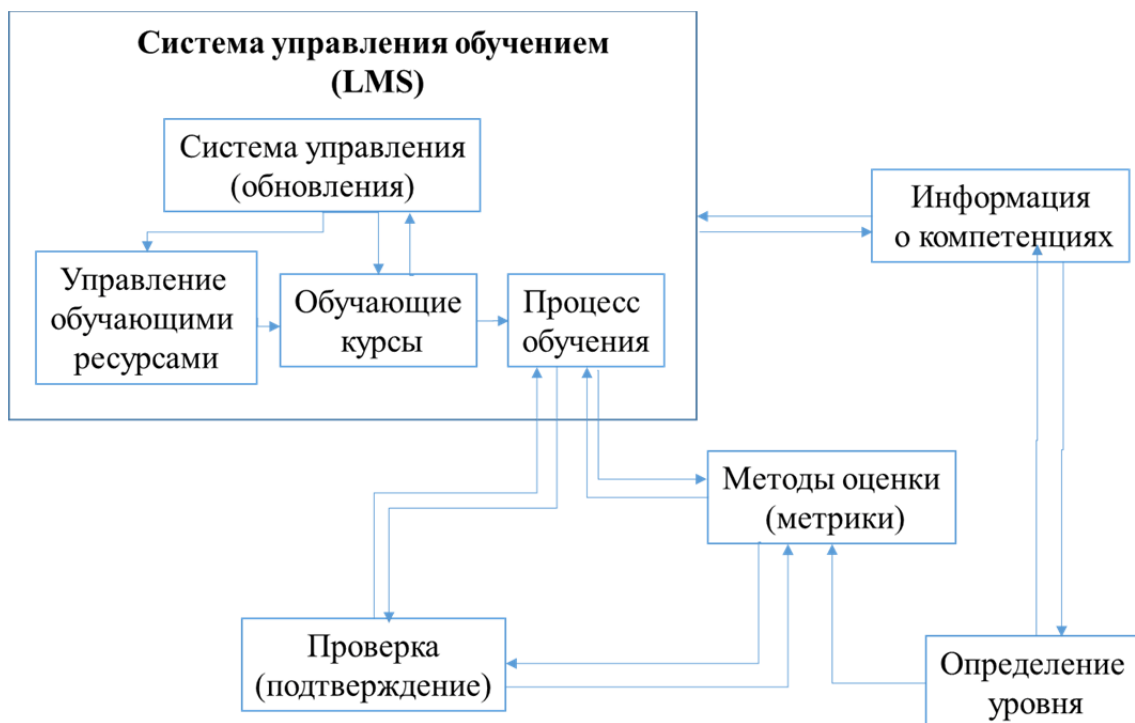 Система управления обучением
(LMS)
Система управления
(обновления)
Информация
о компетенциях
Управление
обучающими
ресурсами
Обучающие
курсы
Процесс
обучения
Методы оценки
(метрики)
Проверка
(подтверждение)
Определение
уровня